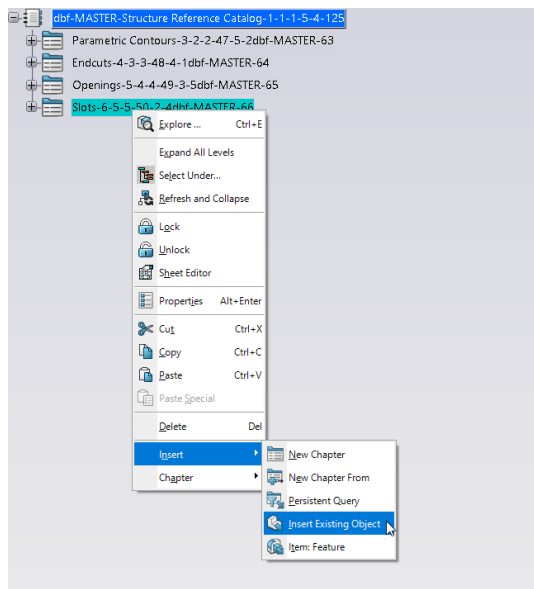 dbf-MASTER-Structure Reference Catalog-1-1-1-5-4-125
Parametric Contours-3-2-2-47-5-2dbf-MASTER-63
Endcuts-4-3-3-48-4-1dbf-MASTER-64
Openings-5-4-4-49-3-5dbf-MASTER-65
Slots-6-5-5-50-2-4dbf-MASTER-66
Explore ... Ctrl+E
Expand All Levels
Select Under...
Refresh and Collapse
Lock
Unlock
Sheet Editor
Properties Alt+Enter
Cut Ctrl+X
Copy Ctrl+C
Paste Ctrl+V
Paste Special
Delete Del
Insert
Chapter
New Chapter
New Chapter From
Persistent Query
Insert Existing Object
Item: Feature